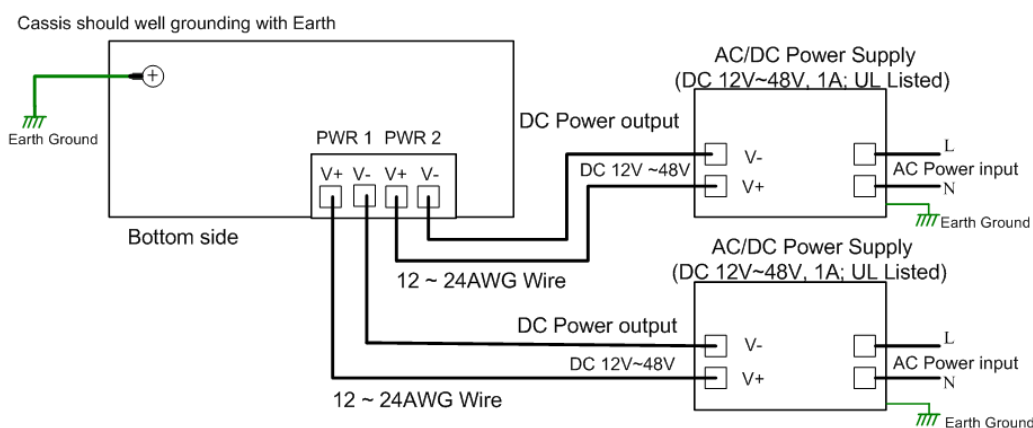 Cassis should well grounding with Earth
Earth Ground
PWR 1 PWR 2
V+ V- V+ V-
Bottom side
AC/DC Power Supply
(DC 12V~48V, 1A; UL Listed)
DC Power output
DC 12V ~48V
V-
V+
L
AC Power input
N
Earth Ground
12 ~ 24AWG Wire
AC/DC Power Supply
(DC 12V~48V, 1A; UL Listed)
DC Power output
DC 12V~48V
V-
V+
L
AC Power input
N
Earth Ground
12 ~ 24AWG Wire